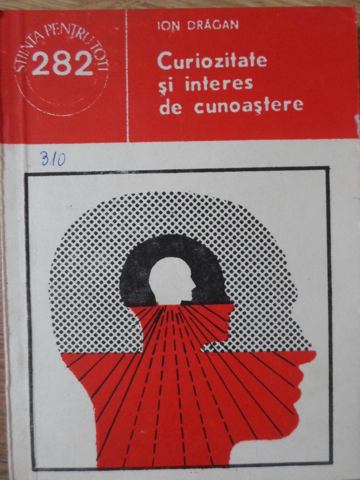 ȘTIINȚA PENTRU TOȚI
282
ION DRĂGAN
Curiozitate
și interes
de cunoaștere
310